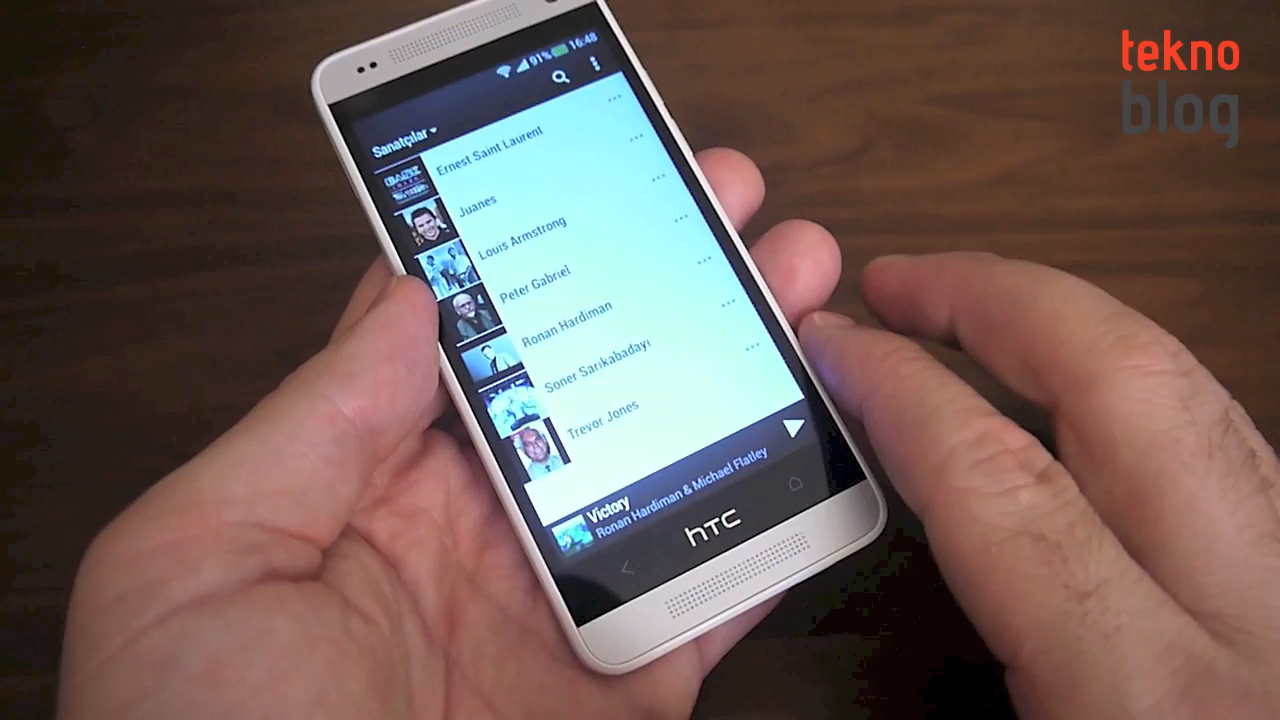 tekno
blog
91% 16:48
Sanatçılar
Ernest Saint Laurent
Juanes
Louis Armstrong
Peter Gabriel
Ronan Hardiman
Soner Sarıkabadayı
Trevor Jones
Victory
Ronan Hardiman & Michael Flatley
hTC